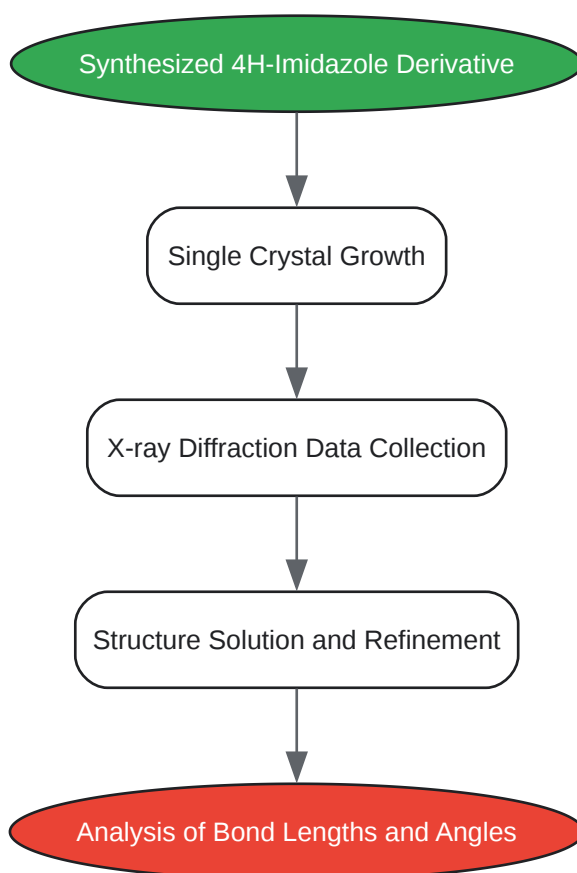 Synthesized 4H-Imidazole Derivative
Single Crystal Growth
X-ray Diffraction Data Collection
Structure Solution and Refinement
Analysis of Bond Lengths and Angles